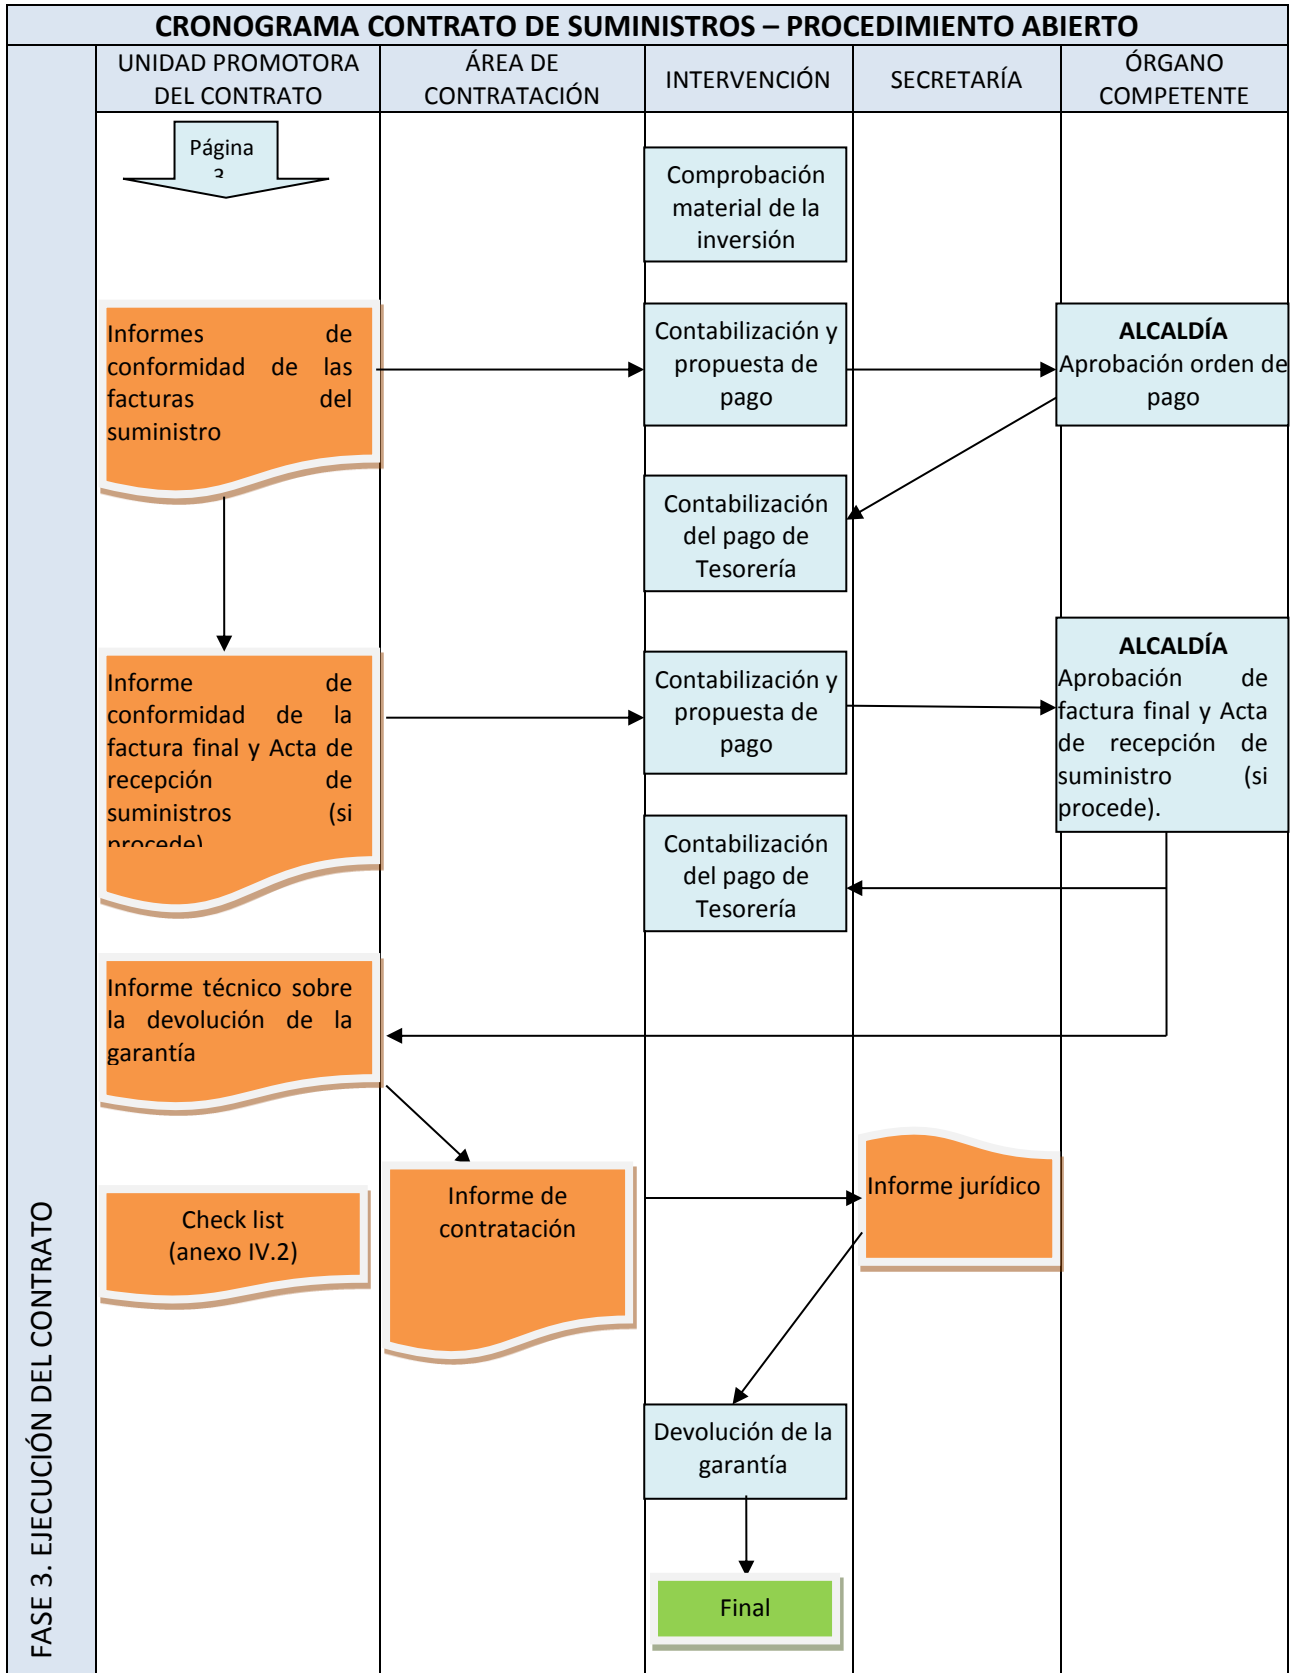 CRONOGRAMA CONTRATO DE SUMINISTROS – PROCEDIMIENTO ABIERTO
UNIDAD PROMOTORA
DEL CONTRATO
ÁREA DE
CONTRATACIÓN
INTERVENCIÓN
SECRETARÍA
ÓRGANO
COMPETENTE
FASE 3. EJECUCIÓN DEL CONTRATO
Página
3
Comprobación
material de la
inversión
Informes de
conformidad de las
facturas del
suministro
Contabilización y
propuesta de
pago
ALCALDÍA
Aprobación orden de
pago
Contabilización
del pago de
Tesorería
Informe de
conformidad de la
factura final y Acta de
recepción de
suministros (si
procede)
Contabilización y
propuesta de
pago
ALCALDÍA
Aprobación de
factura final y Acta
de recepción de
suministro (si
procede).
Contabilización
del pago de
Tesorería
Informe técnico sobre
la devolución de la
garantía
Check list
(anexo IV.2)
Informe de
contratación
Informe jurídico
Devolución de la
garantía
Final